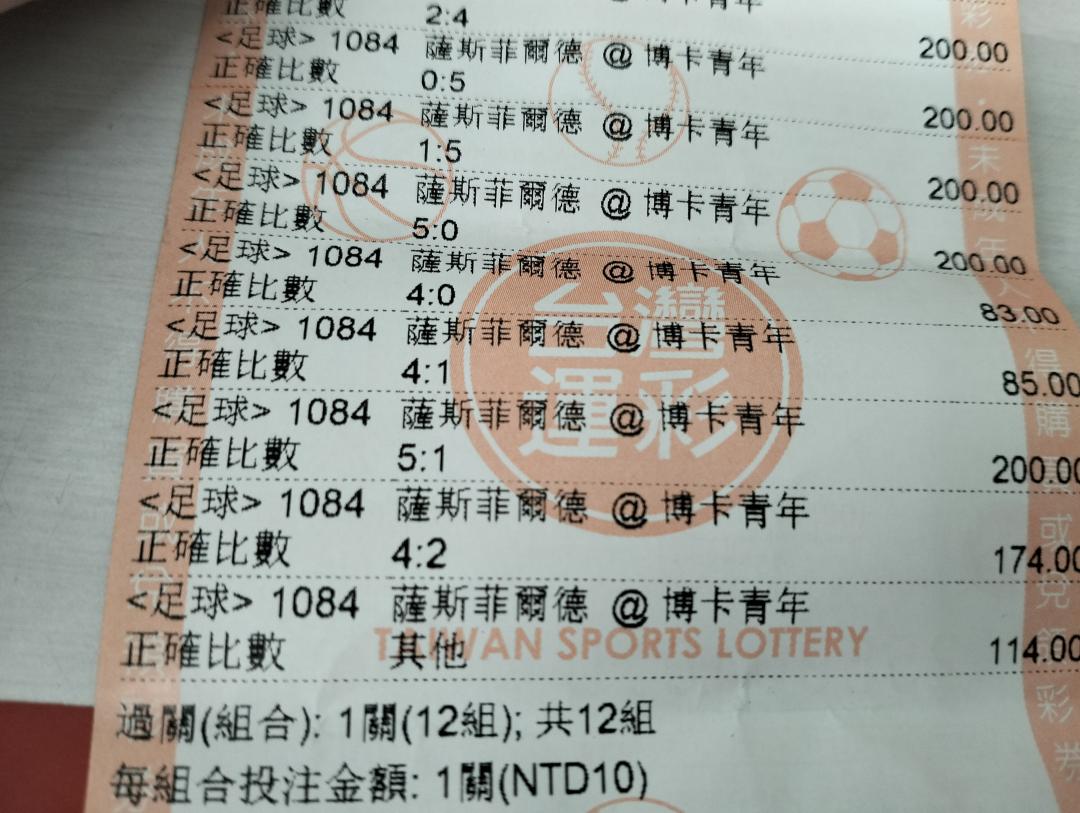 正確比數 2:4
<足球> 1084 薩斯菲爾德 @ 博卡青年 200.00
正確比數 0:5
<足球> 1084 薩斯菲爾德 @ 博卡青年 200.00
正確比數 1:5
<足球> 1084 薩斯菲爾德 @ 博卡青年 200.00
正確比數 5:0
<足球> 1084 薩斯菲爾德 @ 博卡青年 200.00
正確比數 4:0
83.00
<足球> 1084 薩斯菲爾德 @ 博卡青年
正確比數 4:1 85.00
<足球> 1084 薩斯菲爾德 @ 博卡青年
正確比數 5:1 200.00
<足球> 1084 薩斯菲爾德 @ 博卡青年
正確比數 4:2 174.00
<足球> 1084 薩斯菲爾德 @ 博卡青年
正確比數 其他 114.00
過關(組合): 1關(12組); 共12組
每組合投注金額: 1關(NTD10)
台灣
運彩
TAIWAN SPORTS LOTTERY